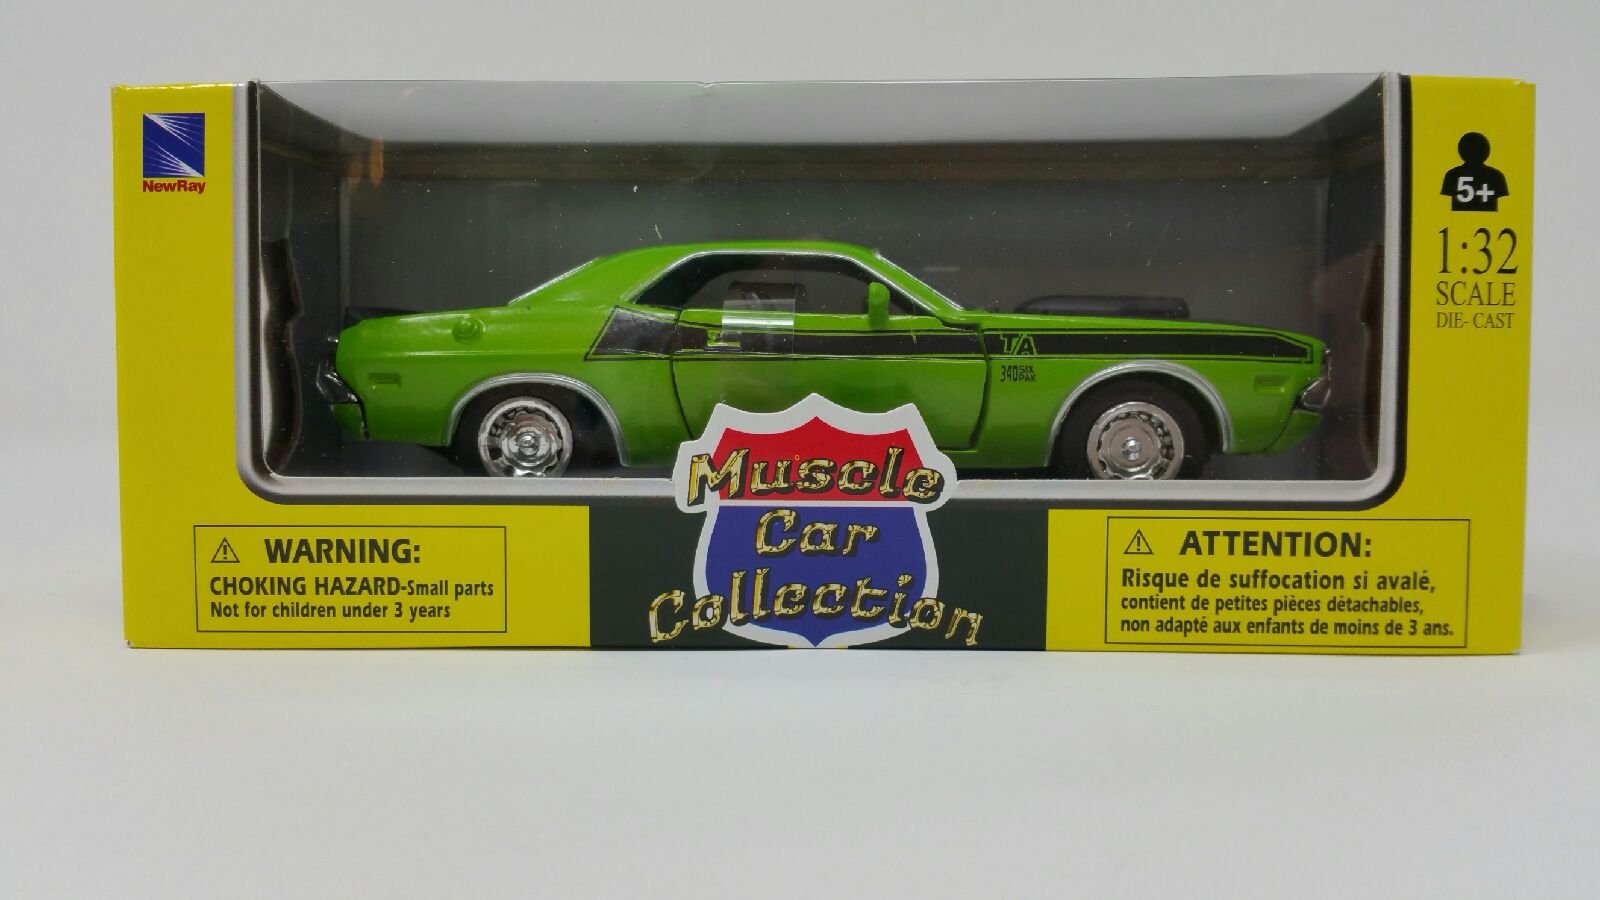 NewRay
5+
1:32
SCALE
DIE-CAST
TA
340 SIX
PAK
Muscle
Car
Collection
WARNING:
CHOKING HAZARD-Small parts
Not for children under 3 years
ATTENTION:
Risque de suffocation si avalé,
contient de petites pièces détachables,
non adapté aux enfants de moins de 3 ans.